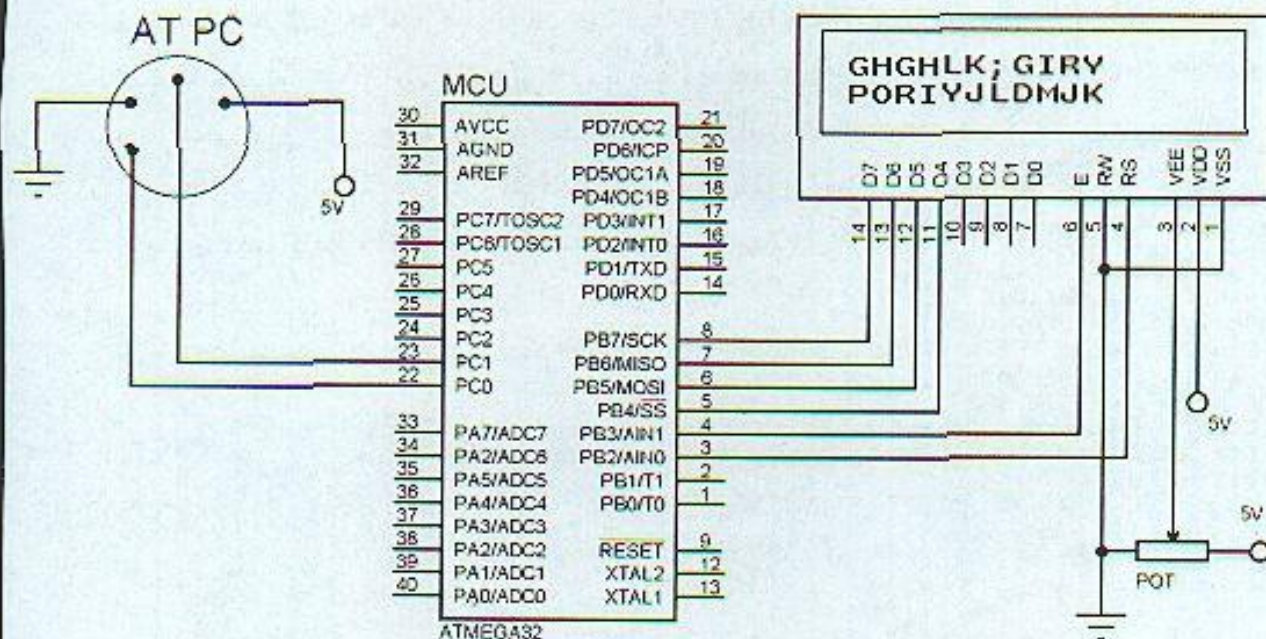 AT PC
5V
MCU
30 AVCC PD7/OC2 21
31 AGND PD6/ICP 20
32 AREF PD5/OC1A 19
PD4/OC1B 18
29 PC7/TOSC2 PD3/INT1 17
28 PC6/TOSC1 PD2/INT0 16
27 PC5 PD1/TXD 15
26 PC4 PD0/RXD 14
25 PC3
24 PC2 PB7/SCK 8
23 PC1 PB6/MISO 7
22 PC0 PB5/MOSI 6
PB4/SS 5
33 PA7/ADC7 PB3/AIN1 4
34 PA2/ADC6 PB2/AIN0 3
35 PA5/ADC5 PB1/T1 2
36 PA4/ADC4 PB0/T0 1
37 PA3/ADC3
38 PA2/ADC2 RESET 9
39 PA1/ADC1 XTAL2 12
40 PA0/ADC0 XTAL1 13
ATMEGA32
GHGHLK;GIRY
PORIYJLDMJK
D7 D6 D5 D4 D3 D2 D1 D0 E RW RS VEE VDD VSS
14 13 12 11 10 9 8 7 6 5 4 3 2 1
5V
5V
POT